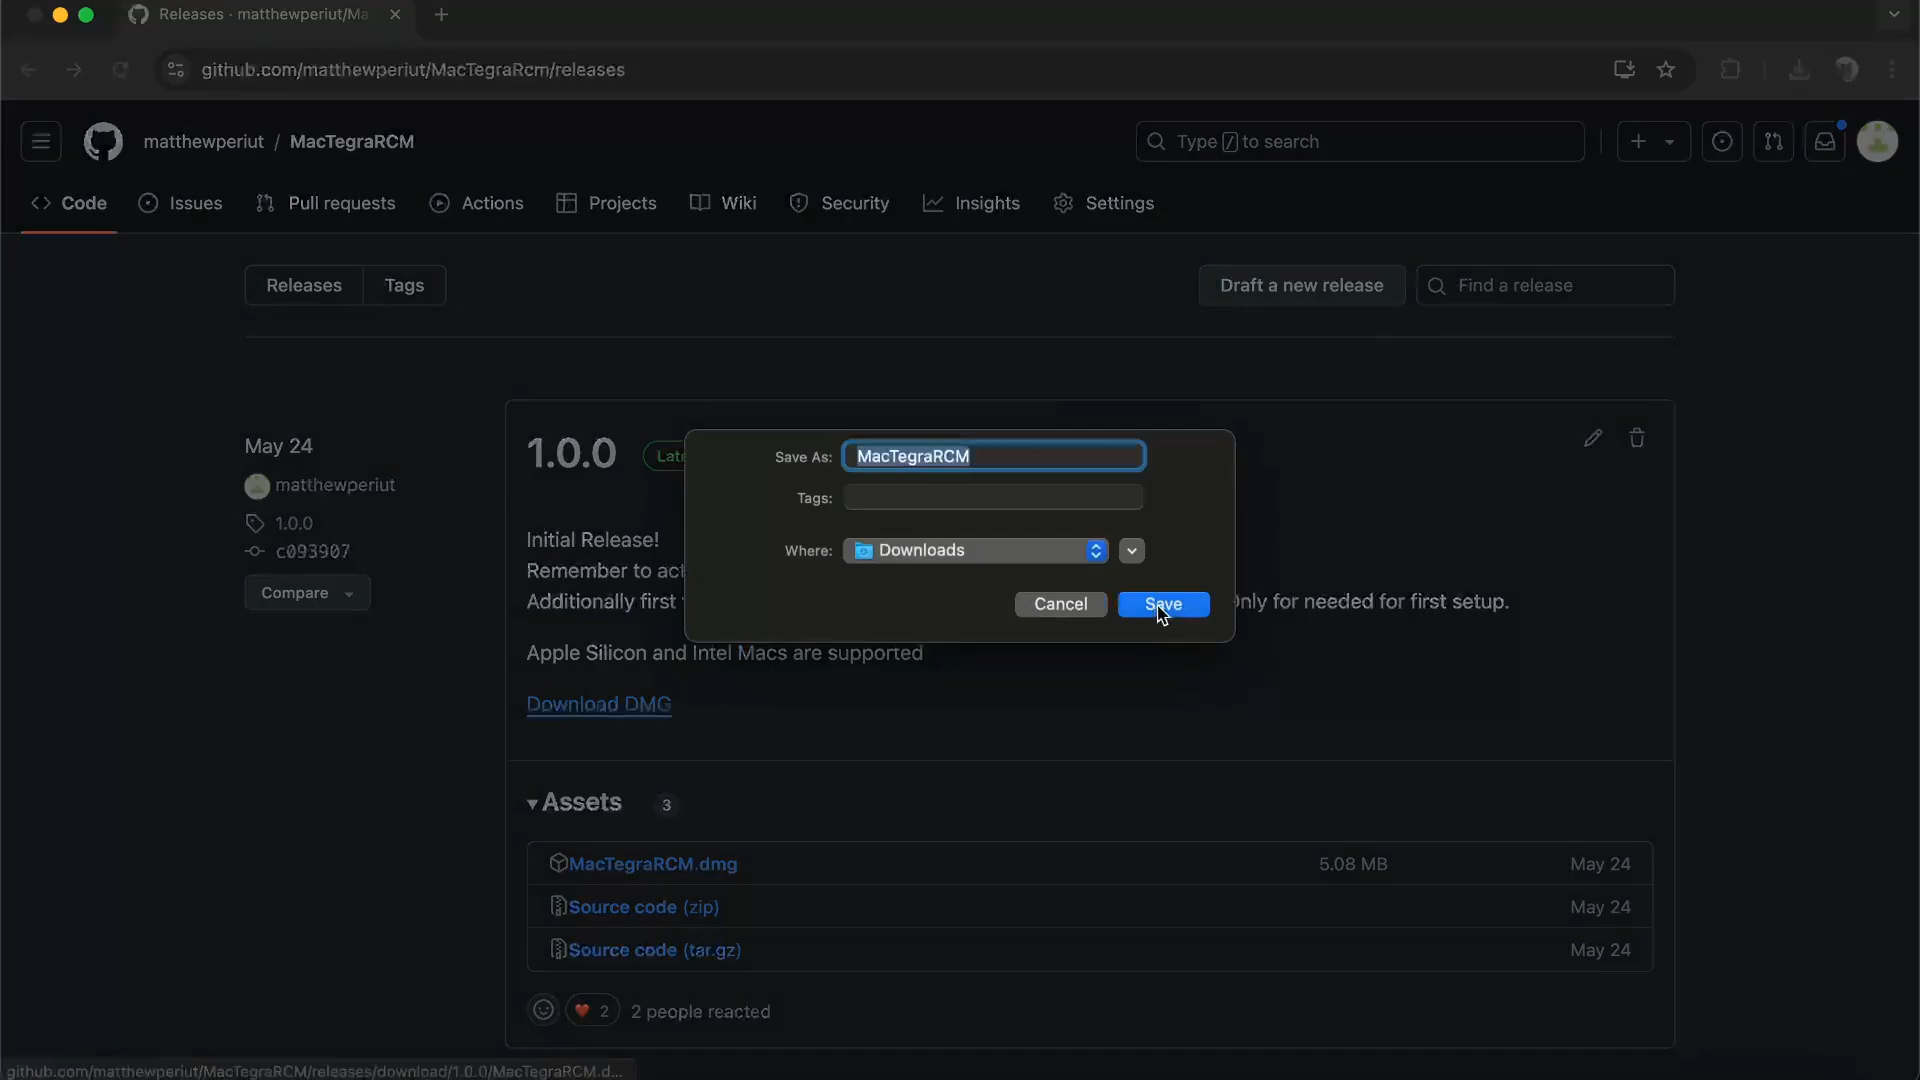 Releases · matthewperiut/Ma
github.com/matthewperiut/MacTegraRcm/releases
matthewperiut / MacTegraRCM
Type / to search
Code
Issues
Pull requests
Actions
Projects
Wiki
Security
Insights
Settings
Releases
Tags
Draft a new release
Find a release
May 24
matthewperiut
1.0.0
c093907
Compare
1.0.0
Late
Initial Release!
Remember to act
Additionally first
only for needed for first setup.
Apple Silicon and Intel Macs are supported
Download DMG
Save As: MacTegraRCM
Tags:
Where: Downloads
Cancel
Save
Assets 3
MacTegraRCM.dmg 5.08 MB May 24
Source code (zip) May 24
Source code (tar.gz) May 24
2 2 people reacted
github.com/matthewperiut/MacTegraRCM/releases/download/1.0.0/MacTegraRCM.d...